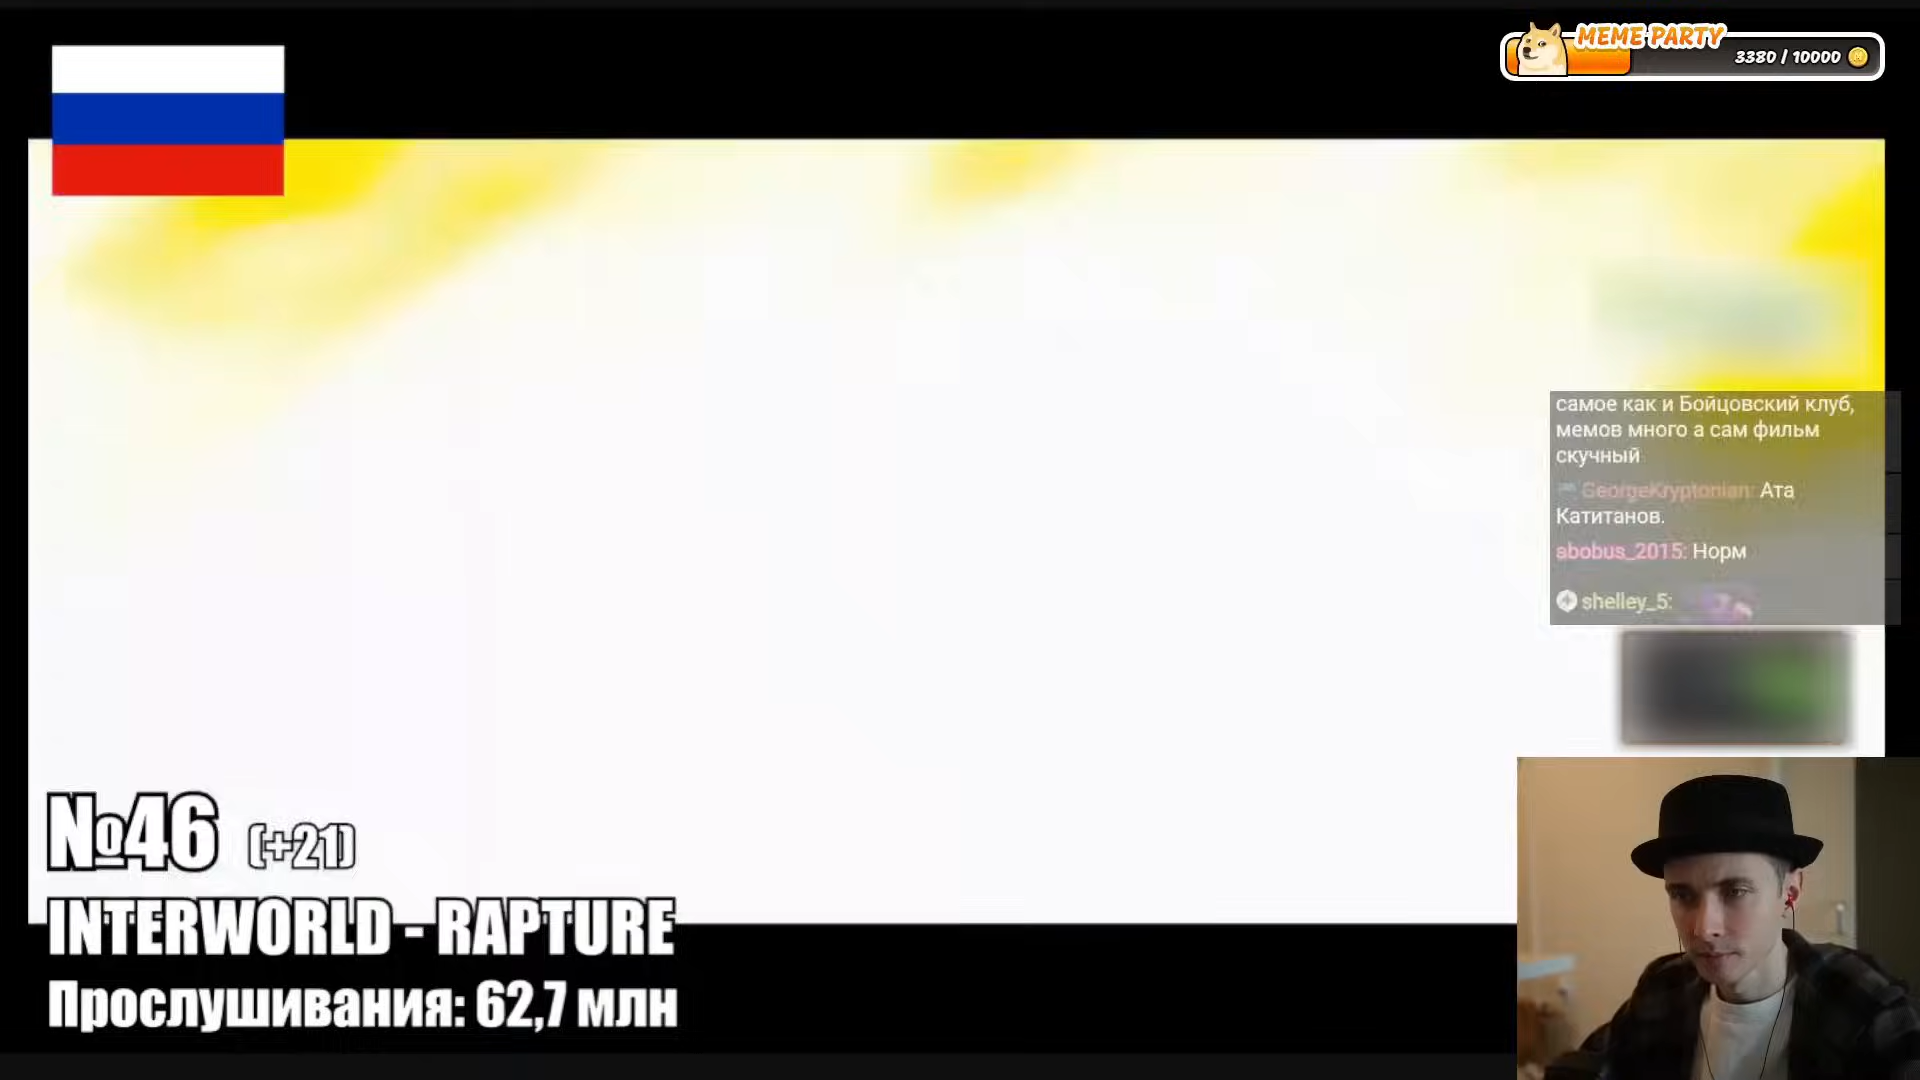 MEME PARTY
3380 / 10000
самое как и Бойцовский клуб,
мемов много а сам фильм
скучный
GeorgeKryptonian: Ата
Катитанов.
abobus_2015: Норм
shelley_5:
№46 (+21)
INTERWORLD - RAPTURE
Прослушивания: 62,7 млн